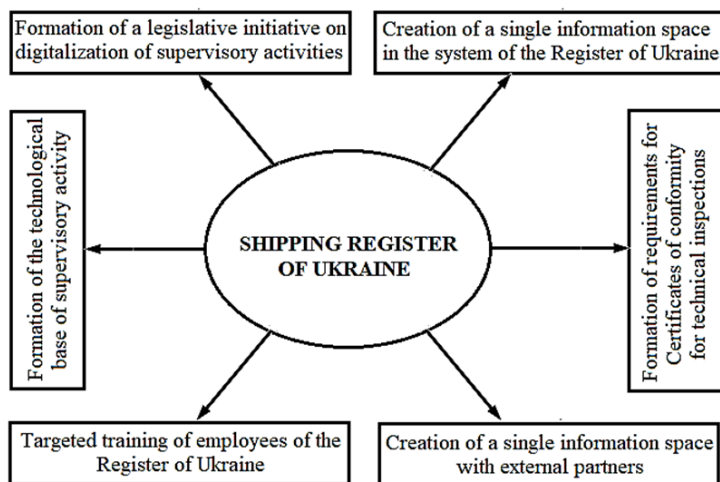 Formation of a legislative initiative on
digitalization of supervisory activities
Creation of a single information space
in the system of the Register of Ukraine
Formation of the technological
base of supervisory activity
SHIPPING REGISTER
OF UKRAINE
Formation of requirements for
Certificates of conformity
for technical inspections
Targeted training of employees of the
Register of Ukraine
Creation of a single information space
with external partners